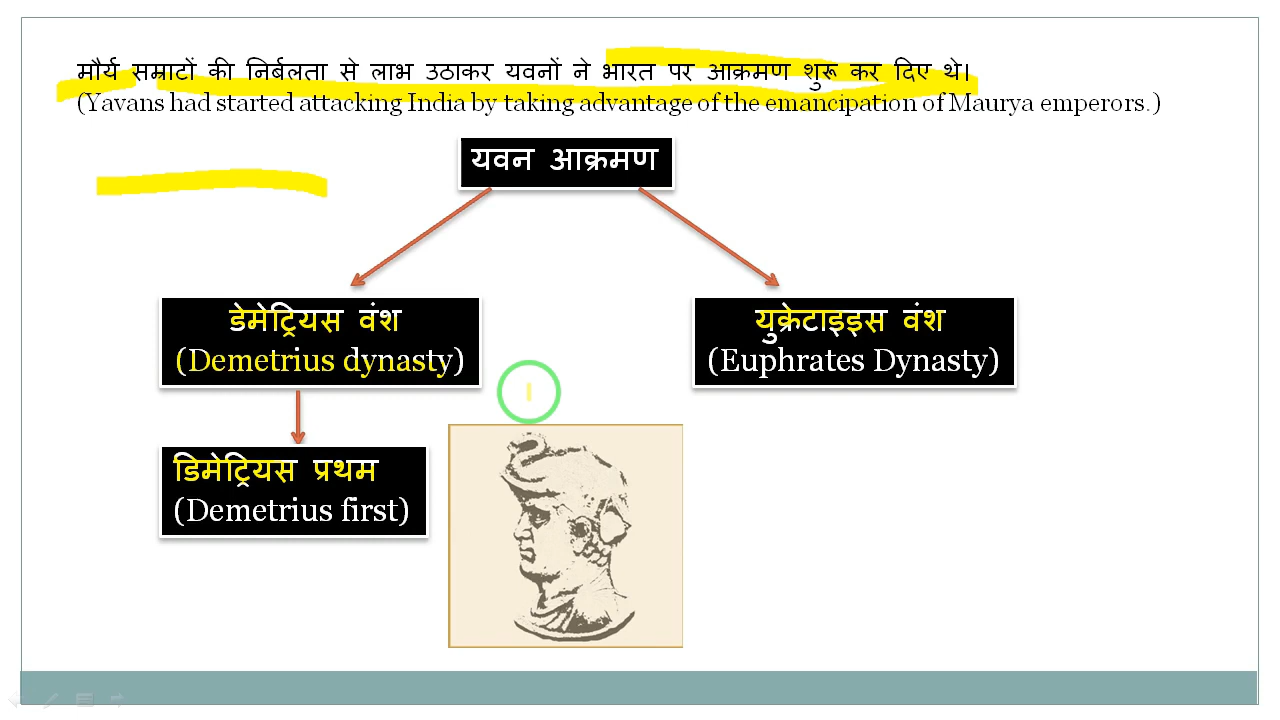 मौर्य सम्राटों की निर्बलता से लाभ उठाकर यवनों ने भारत पर आक्रमण शुरू कर दिए थे।
(Yavans had started attacking India by taking advantage of the emancipation of Maurya emperors.)
यवन आक्रमण
डेमेट्रियस वंश
(Demetrius dynasty)
युक्रेटाइइस वंश
(Euphrates Dynasty)
डिमेट्रियस प्रथम
(Demetrius first)